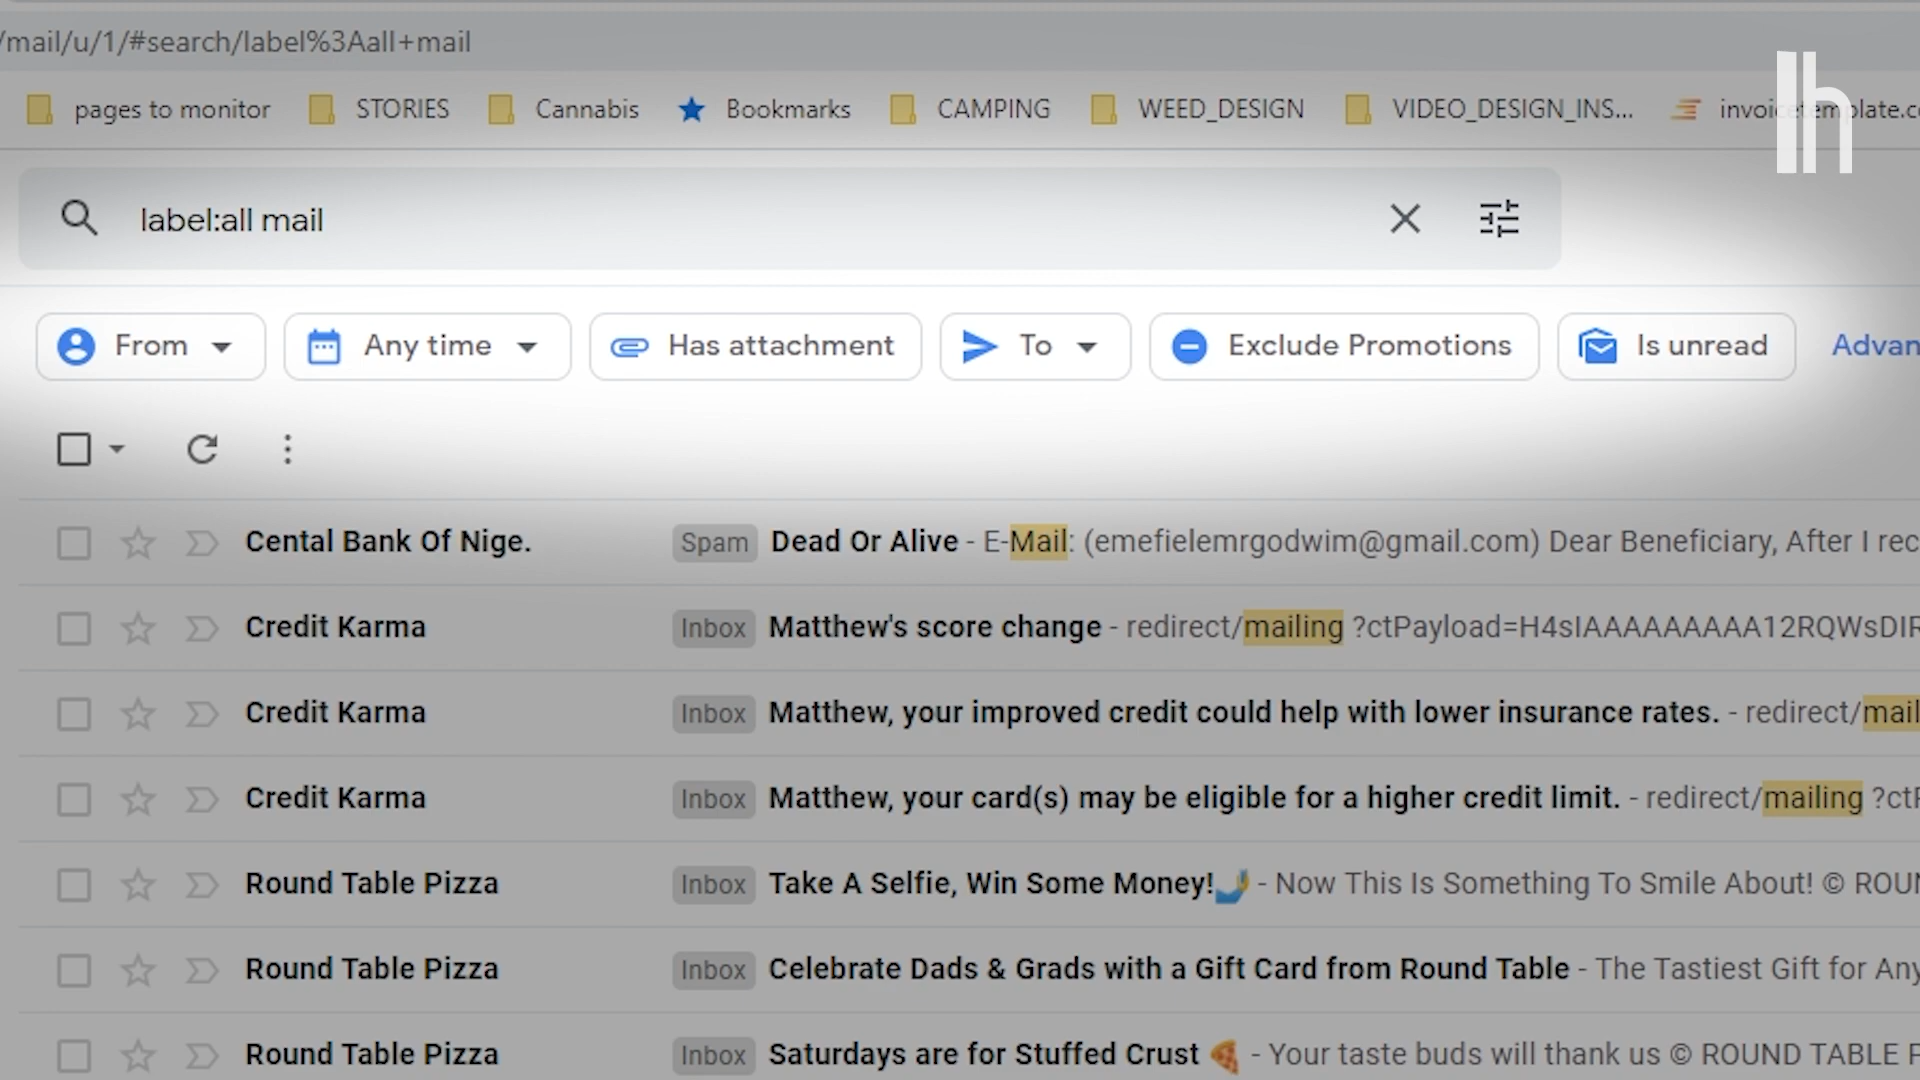 /mail/u/1/#search/label%3Aall+mail
pages to monitor STORIES Cannabis Bookmarks CAMPING WEED_DESIGN VIDEO_DESIGN_INS... invoicetemplate.c
lh
label:all mail
From Any time Has attachment To Exclude Promotions Is unread Advan
Cental Bank Of Nige. Spam Dead Or Alive - E-Mail: (emefielemrgodwim@gmail.com) Dear Beneficiary, After I rec
Credit Karma Inbox Matthew's score change - redirect/mailing ?ctPayload=H4sIAAAAAAAAA12RQWsDIR
Credit Karma Inbox Matthew, your improved credit could help with lower insurance rates. - redirect/mail
Credit Karma Inbox Matthew, your card(s) may be eligible for a higher credit limit. - redirect/mailing ?ctP
Round Table Pizza Inbox Take A Selfie, Win Some Money!🤳 - Now This Is Something To Smile About! © ROUN
Round Table Pizza Inbox Celebrate Dads & Grads with a Gift Card from Round Table - The Tastiest Gift for Any
Round Table Pizza Inbox Saturdays are for Stuffed Crust 🍕 - Your taste buds will thank us © ROUND TABLE P